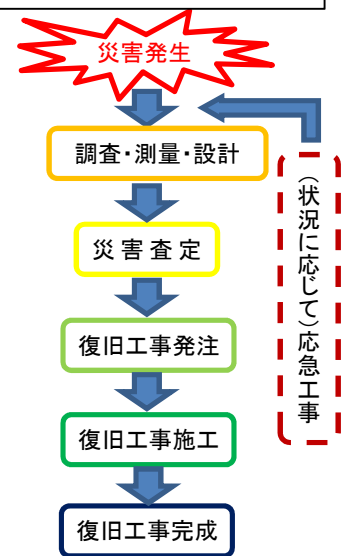 災害発生
調査・測量・設計
災害査定
復旧工事発注
復旧工事施工
復旧工事完成
（状況に応じて）応急工事